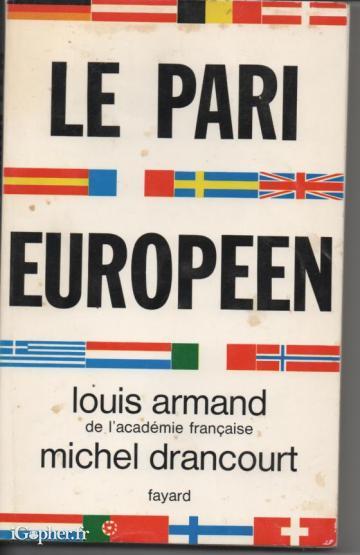 LE PARI
EUROPEEN
louis armand
de l'académie française
michel drancourt
fayard
iGopher.fr